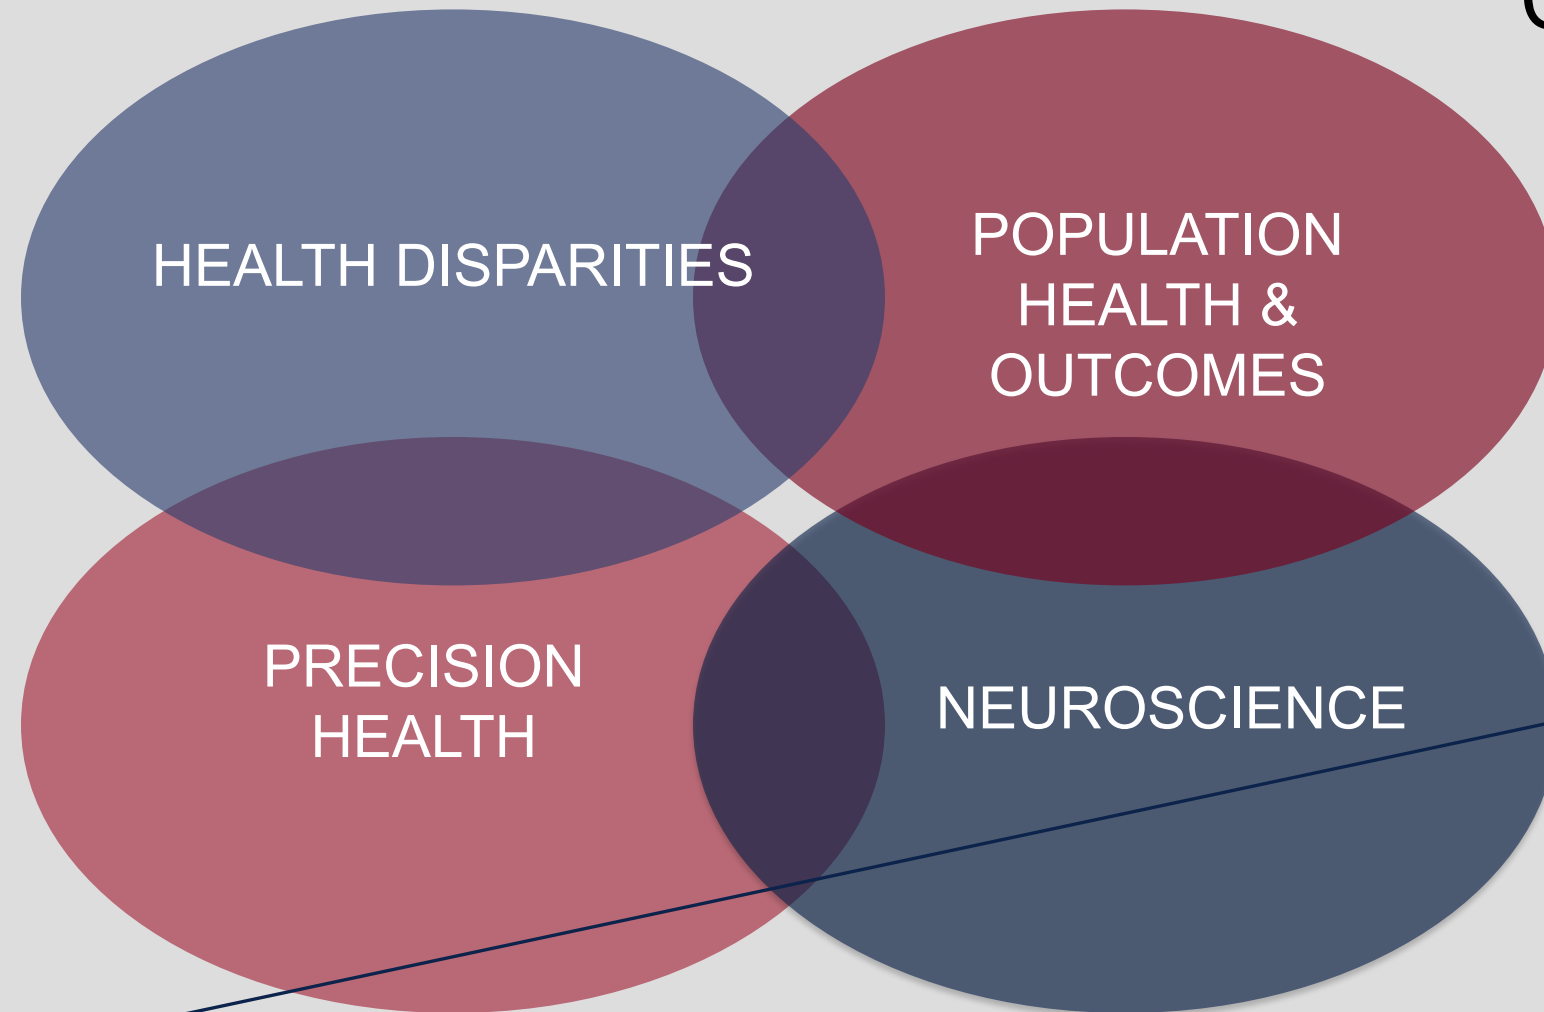 HEALTH DISPARITIES
POPULATION
HEALTH &
OUTCOMES
PRECISION
HEALTH
NEUROSCIENCE